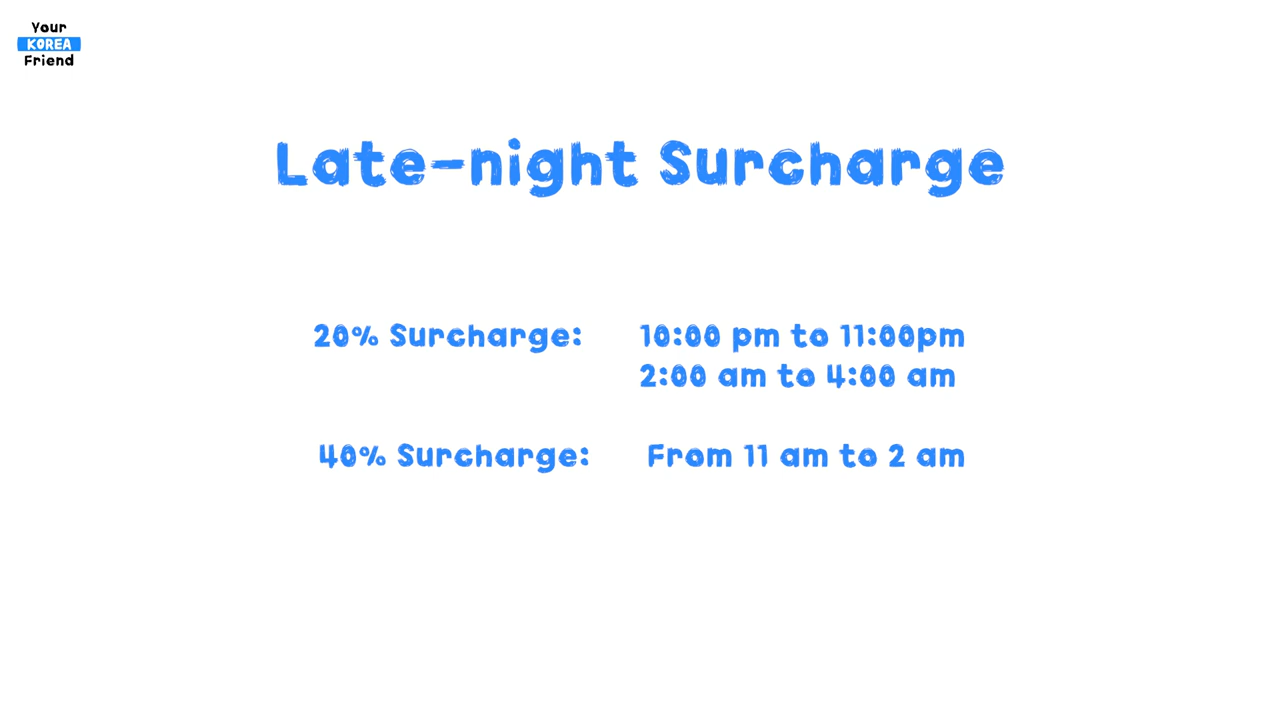 Your
KOREA
Friend
Late-night Surcharge
20% Surcharge: 10:00 pm to 11:00pm
2:00 am to 4:00 am
40% Surcharge: From 11 am to 2 am